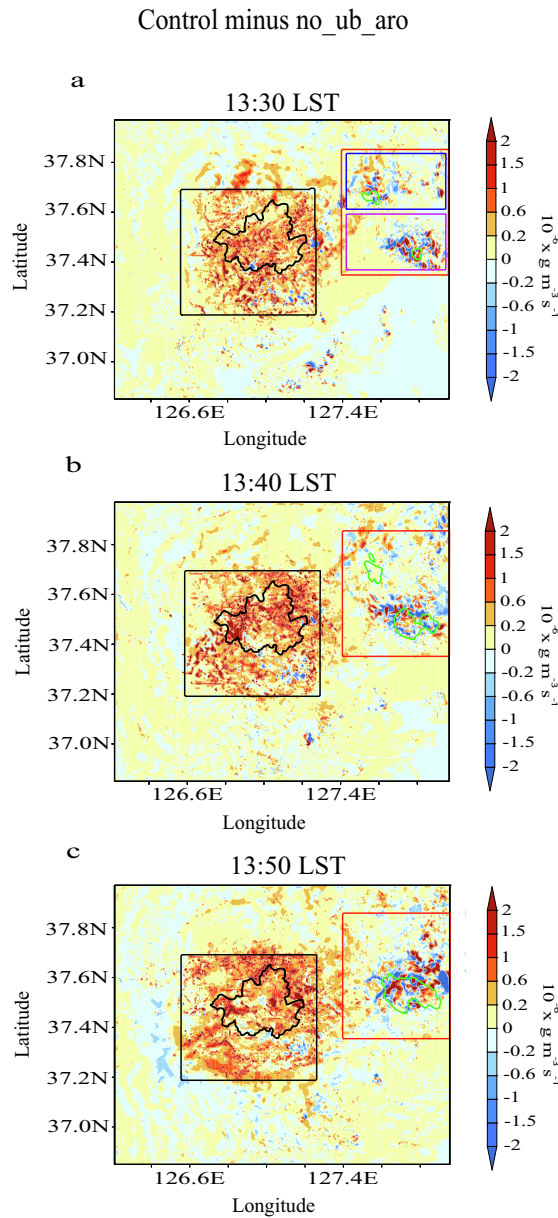 Control minus no_ub_aro
a
13:30 LST
37.8N
37.6N
37.4N
37.2N
37.0N
Latitude
126.6E 127.4E
Longitude
2
1.5
1
0.6
0.2
0
-0.2
-0.6
-1
-1.5
-2
10⁻⁶ x g m⁻³ s⁻¹
b
13:40 LST
37.8N
37.6N
37.4N
37.2N
37.0N
Latitude
126.6E 127.4E
Longitude
2
1.5
1
0.6
0.2
0
-0.2
-0.6
-1
-1.5
-2
10⁻⁶ x g m⁻³ s⁻¹
c
13:50 LST
37.8N
37.6N
37.4N
37.2N
37.0N
Latitude
126.6E 127.4E
Longitude
2
1.5
1
0.6
0.2
0
-0.2
-0.6
-1
-1.5
-2